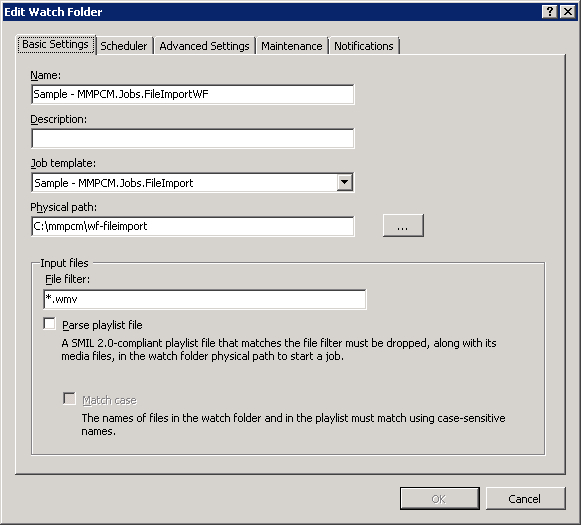 Edit Watch Folder
Basic Settings Scheduler Advanced Settings Maintenance Notifications
Name:
Sample - MMPCM.Jobs.FileImportWF
Description:
Job template:
Sample - MMPCM.Jobs.FileImport
Physical path:
C:\mmpcm\wf-fileimport
...
Input files
File filter:
*.wmv
Parse playlist file
A SMIL 2.0-compliant playlist file that matches the file filter must be dropped, along with its
media files, in the watch folder physical path to start a job.
Match case
The names of files in the watch folder and in the playlist must match using case-sensitive
names.
OK Cancel